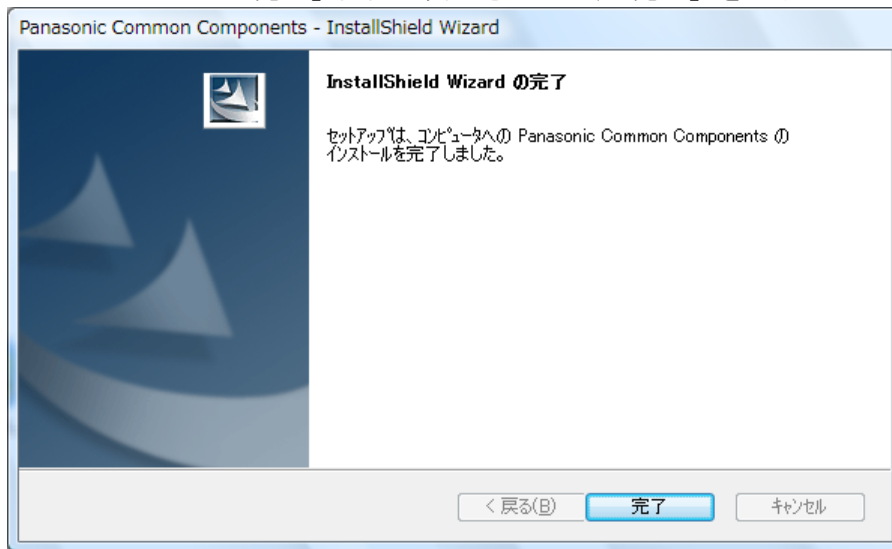 Panasonic Common Components - InstallShield Wizard
InstallShield Wizard の完了
セットアップは、コンピュータへの Panasonic Common Components の
インストールを完了しました。
< 戻る(B)
完了
キャンセル